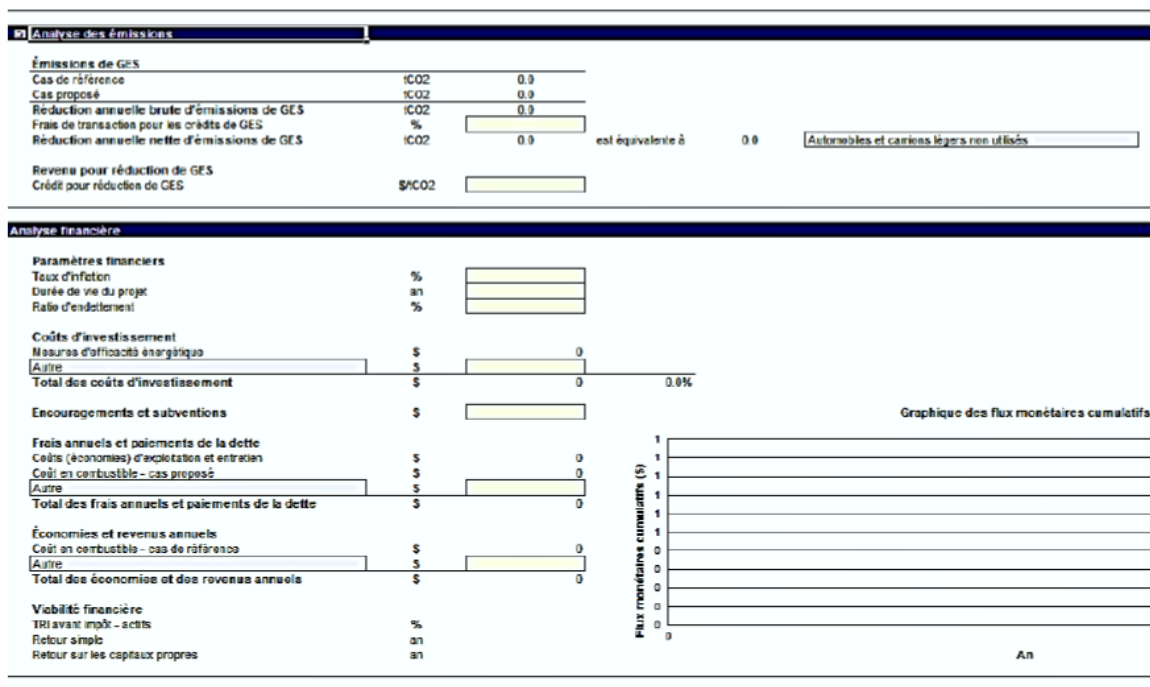 Analyse des émissions
Émissions de GES
Cas de référence tCO2 0.0
Cas proposé tCO2 0.0
Réduction annuelle brute d'émissions de GES tCO2 0.0
Frais de transaction pour les crédits de GES %
Réduction annuelle nette d'émissions de GES tCO2 0.0 est équivalente à 0.0 Automobiles et camions légers non utilisés
Revenu pour réduction de GES
Crédit pour réduction de GES $/tCO2
Analyse financière
Paramètres financiers
Taux d'inflation %
Durée de vie du projet an
Ratio d'endettement %
Coûts d'investissement
Mesures d'efficacité énergétique $ 0
Autre $
Total des coûts d'investissement $ 0 0.0%
Encouragements et subventions $
Graphique des flux monétaires cumulatifs
Frais annuels et paiements de la dette
Coûts (économies) d'exploitation et entretien $ 0
Coût en combustible - cas proposé $ 0
Autre $
Total des frais annuels et paiements de la dette $ 0
Économies et revenus annuels
Coût en combustible - cas de référence $ 0
Autre $
Total des économies et des revenus annuels $ 0
Viabilité financière
TRI avant impôt - actifs %
Retour simple an
Retour sur les capitaux propres an
Flux monétaires cumulatifs ($)
1
1
1
1
1
1
0
0
0
0
0
0
An